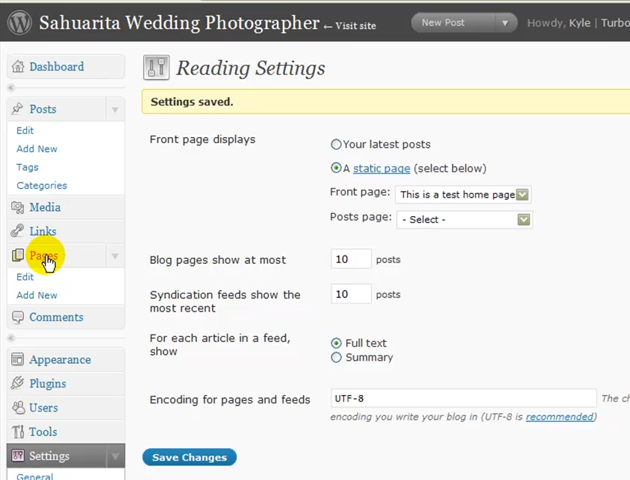 Sahuarita Wedding Photographer ← Visit site
New Post
Howdy, Kyle | Turbo
Dashboard
Posts
Edit
Add New
Tags
Categories
Media
Links
Pages
Edit
Add New
Comments
Appearance
Plugins
Users
Tools
Settings
General
Reading Settings
Settings saved.
Front page displays
Your latest posts
A static page (select below)
Front page: This is a test home page
Posts page: - Select -
Blog pages show at most 10 posts
Syndication feeds show the
most recent
10 posts
For each article in a feed,
show
Full text
Summary
Encoding for pages and feeds
UTF-8
The ch
encoding you write your blog in (UTF-8 is recommended)
Save Changes